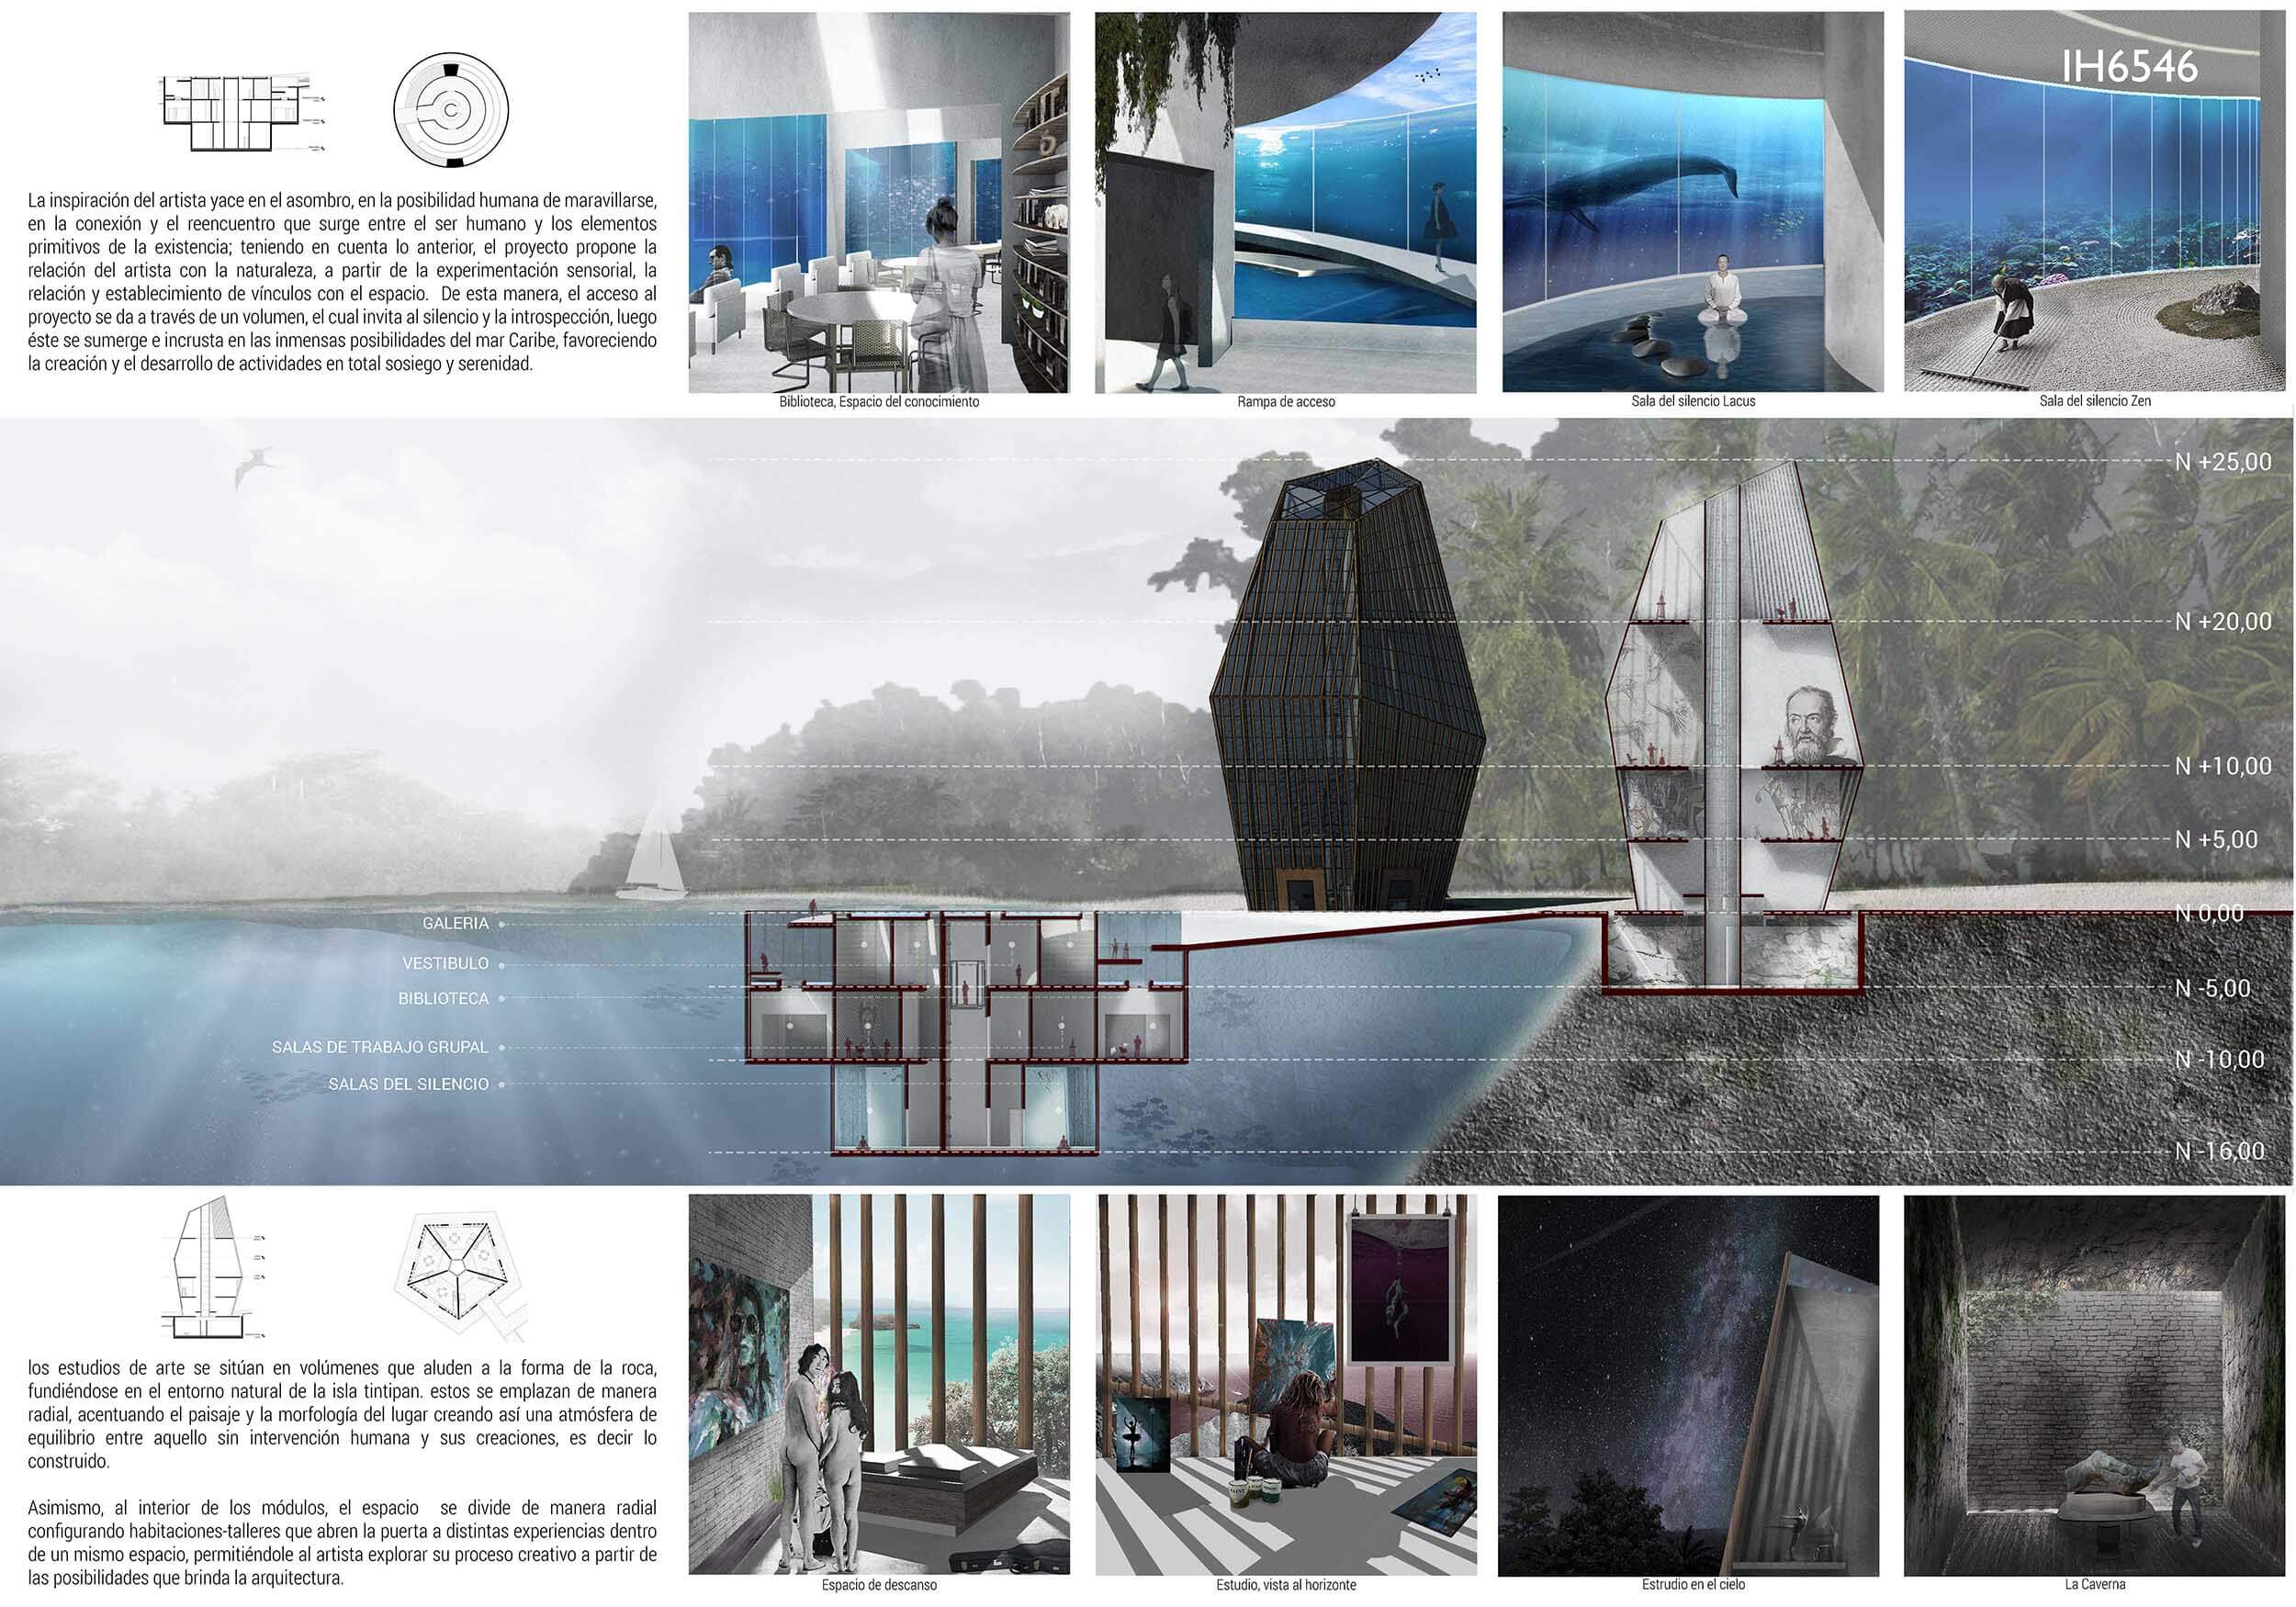 IH6546
La inspiración del artista yace en el asombro, en la posibilidad humana de maravillarse,
en la conexión y el reencuentro que surge entre el ser humano y los elementos
primitivos de la existencia; teniendo en cuenta lo anterior, el proyecto propone la
relación del artista con la naturaleza, a partir de la experimentación sensorial, la
relación y establecimiento de vínculos con el espacio. De esta manera, el acceso al
proyecto se da a través de un volumen, el cual invita al silencio y la introspección, luego
éste se sumerge e incrusta en las inmensas posibilidades del mar Caribe, favoreciendo
la creación y el desarrollo de actividades en total sosiego y serenidad.
Biblioteca, Espacio del conocimiento
Rampa de acceso
Sala del silencio Lacus
Sala del silencio Zen
N +25,00
N +20,00
N +10,00
N +5,00
N 0,00
N -5,00
N -10,00
N -16,00
GALERIA
VESTIBULO
BIBLIOTECA
SALAS DE TRABAJO GRUPAL
SALAS DEL SILENCIO
los estudios de arte se sitúan en volúmenes que aluden a la forma de la roca,
fundiéndose en el entorno natural de la isla tintipan. estos se emplazan de manera
radial, acentuando el paisaje y la morfología del lugar creando así una atmósfera de
equilibrio entre aquello sin intervención humana y sus creaciones, es decir lo
construido.
Asimismo, al interior de los módulos, el espacio se divide de manera radial
configurando habitaciones-talleres que abren la puerta a distintas experiencias dentro
de un mismo espacio, permitiéndole al artista explorar su proceso creativo a partir de
las posibilidades que brinda la arquitectura.
Espacio de descanso
Estudio, vista al horizonte
Estrudio en el cielo
La Caverna